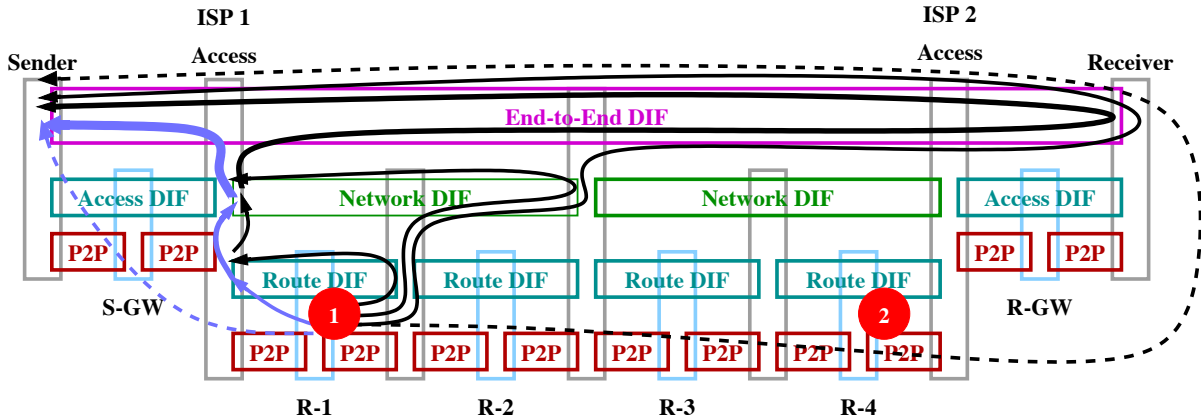 ISP 1
ISP 2
Access
Access
Sender
Receiver
End-to-End DIF
Access DIF
Network DIF
Network DIF
Access DIF
P2P
P2P
P2P
P2P
Route DIF
Route DIF
Route DIF
Route DIF
S-GW
R-GW
1
2
P2P
P2P
P2P
P2P
P2P
P2P
P2P
P2P
R-1
R-2
R-3
R-4